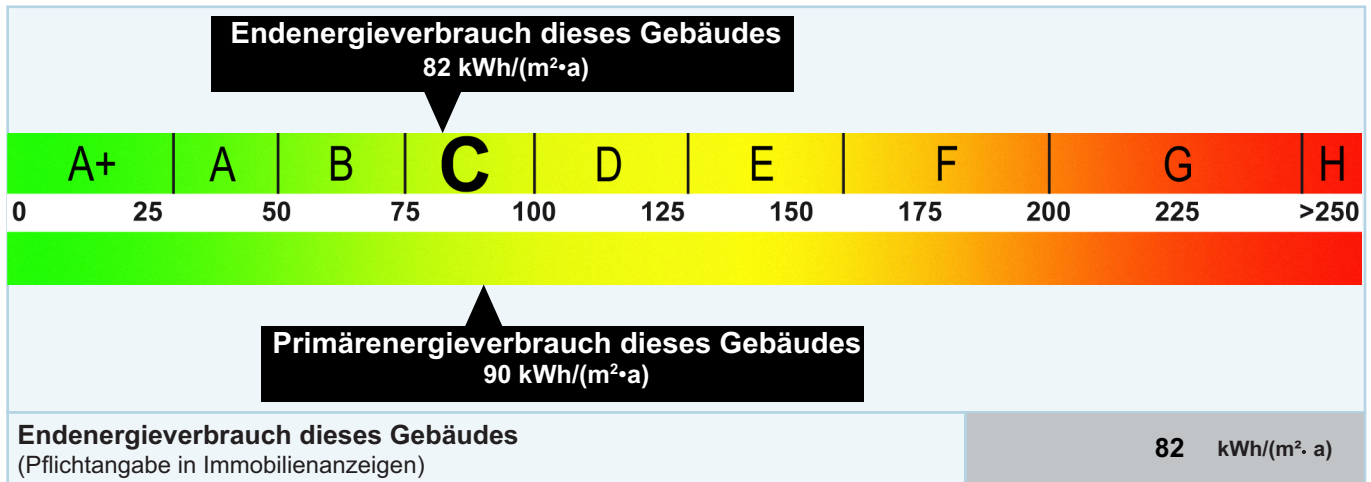 Endenergieverbrauch dieses Gebäudes
82 kWh/(m²•a)
A+ A B C D E F G H
0 25 50 75 100 125 150 175 200 225 >250
Primärenergieverbrauch dieses Gebäudes
90 kWh/(m²•a)
Endenergieverbrauch dieses Gebäudes
(Pflichtangabe in Immobilienanzeigen)
82 kWh/(m²· a)